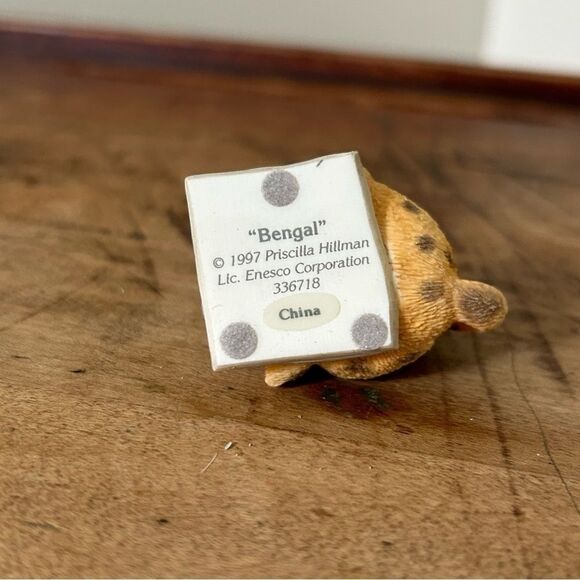 “Bengal”
© 1997 Priscilla Hillman
Lic. Enesco Corporation
336718
China